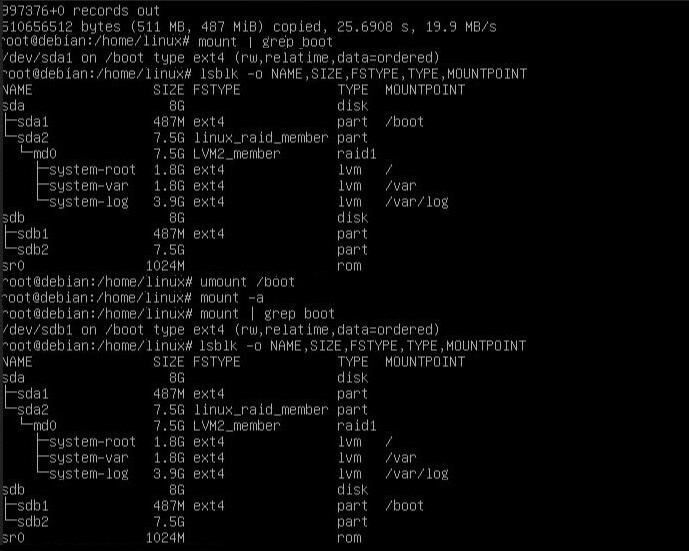 997376+0 records out
510656512 bytes (511 MB, 487 MiB) copied, 25.6908 s, 19.9 MB/s
root@debian:/home/linux# mount | grep boot
/dev/sda1 on /boot type ext4 (rw,relatime,data=ordered)
root@debian:/home/linux# lsblk -o NAME,SIZE,FSTYPE,TYPE,MOUNTPOINT
NAME                SIZE FSTYPE            TYPE  MOUNTPOINT
sda                   8G                   disk
├─sda1              487M ext4              part  /boot
└─sda2              7.5G linux_raid_member part
  └─md0             7.5G LVM2_member       raid1
    ├─system-root   1.8G ext4              lvm   /
    ├─system-var    1.8G ext4              lvm   /var
    └─system-log    3.9G ext4              lvm   /var/log
sdb                   8G                   disk
├─sdb1              487M ext4              part
└─sdb2              7.5G                   part
sr0                1024M                   rom
root@debian:/home/linux# umount /boot
root@debian:/home/linux# mount -a
root@debian:/home/linux# mount | grep boot
/dev/sdb1 on /boot type ext4 (rw,relatime,data=ordered)
root@debian:/home/linux# lsblk -o NAME,SIZE,FSTYPE,TYPE,MOUNTPOINT
NAME                SIZE FSTYPE            TYPE  MOUNTPOINT
sda                   8G                   disk
├─sda1              487M ext4              part
└─sda2              7.5G linux_raid_member part
  └─md0             7.5G LVM2_member       raid1
    ├─system-root   1.8G ext4              lvm   /
    ├─system-var    1.8G ext4              lvm   /var
    └─system-log    3.9G ext4              lvm   /var/log
sdb                   8G                   disk
├─sdb1              487M ext4              part  /boot
└─sdb2              7.5G                   part
sr0                1024M                   rom